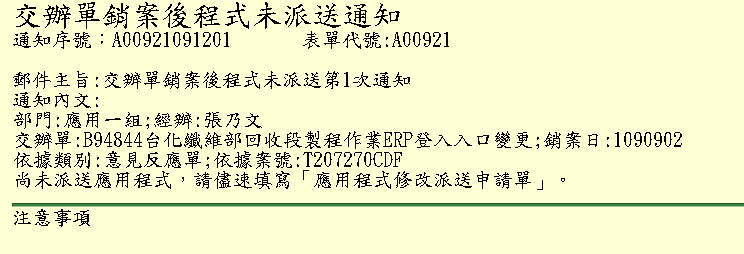 交辦單銷案後程式未派送通知
通知序號：A00921091201 表單代號:A00921
郵件主旨:交辦單銷案後程式未派送第1次通知
通知內文:
部門:應用一組;經辦:張乃文
交辦單:B94844台化纖維部回收段製程作業ERP登入入口變更;銷案日:1090902
依據類別:意見反應單;依據案號:T207270CDF
尚未派送應用程式，請儘速填寫「應用程式修改派送申請單」。
注意事項